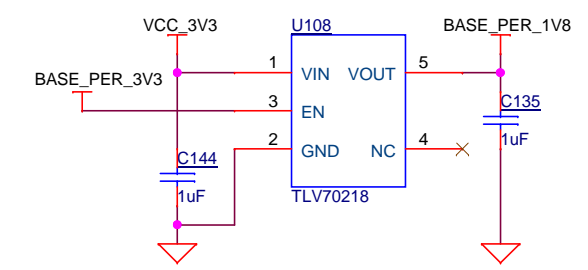 VCC_3V3
U108
BASE_PER_1V8
1
VIN
VOUT
5
BASE_PER_3V3
3
EN
C135
2
GND
NC
4
1uF
C144
1uF
TLV70218